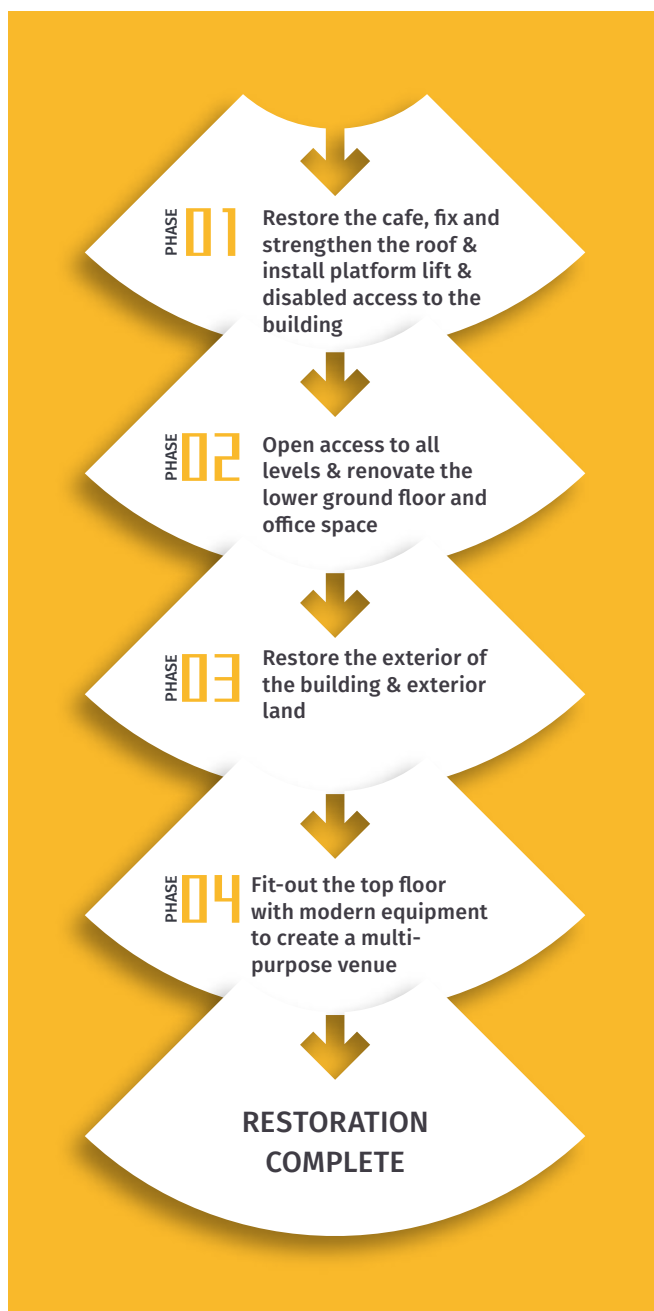 PHASE 01
Restore the cafe, fix and
strengthen the roof &
install platform lift &
disabled access to the
building
PHASE 02
Open access to all
levels & renovate the
lower ground floor and
office space
PHASE 03
Restore the exterior of
the building & exterior
land
PHASE 04
Fit-out the top floor
with modern equipment
to create a multi-
purpose venue
RESTORATION
COMPLETE